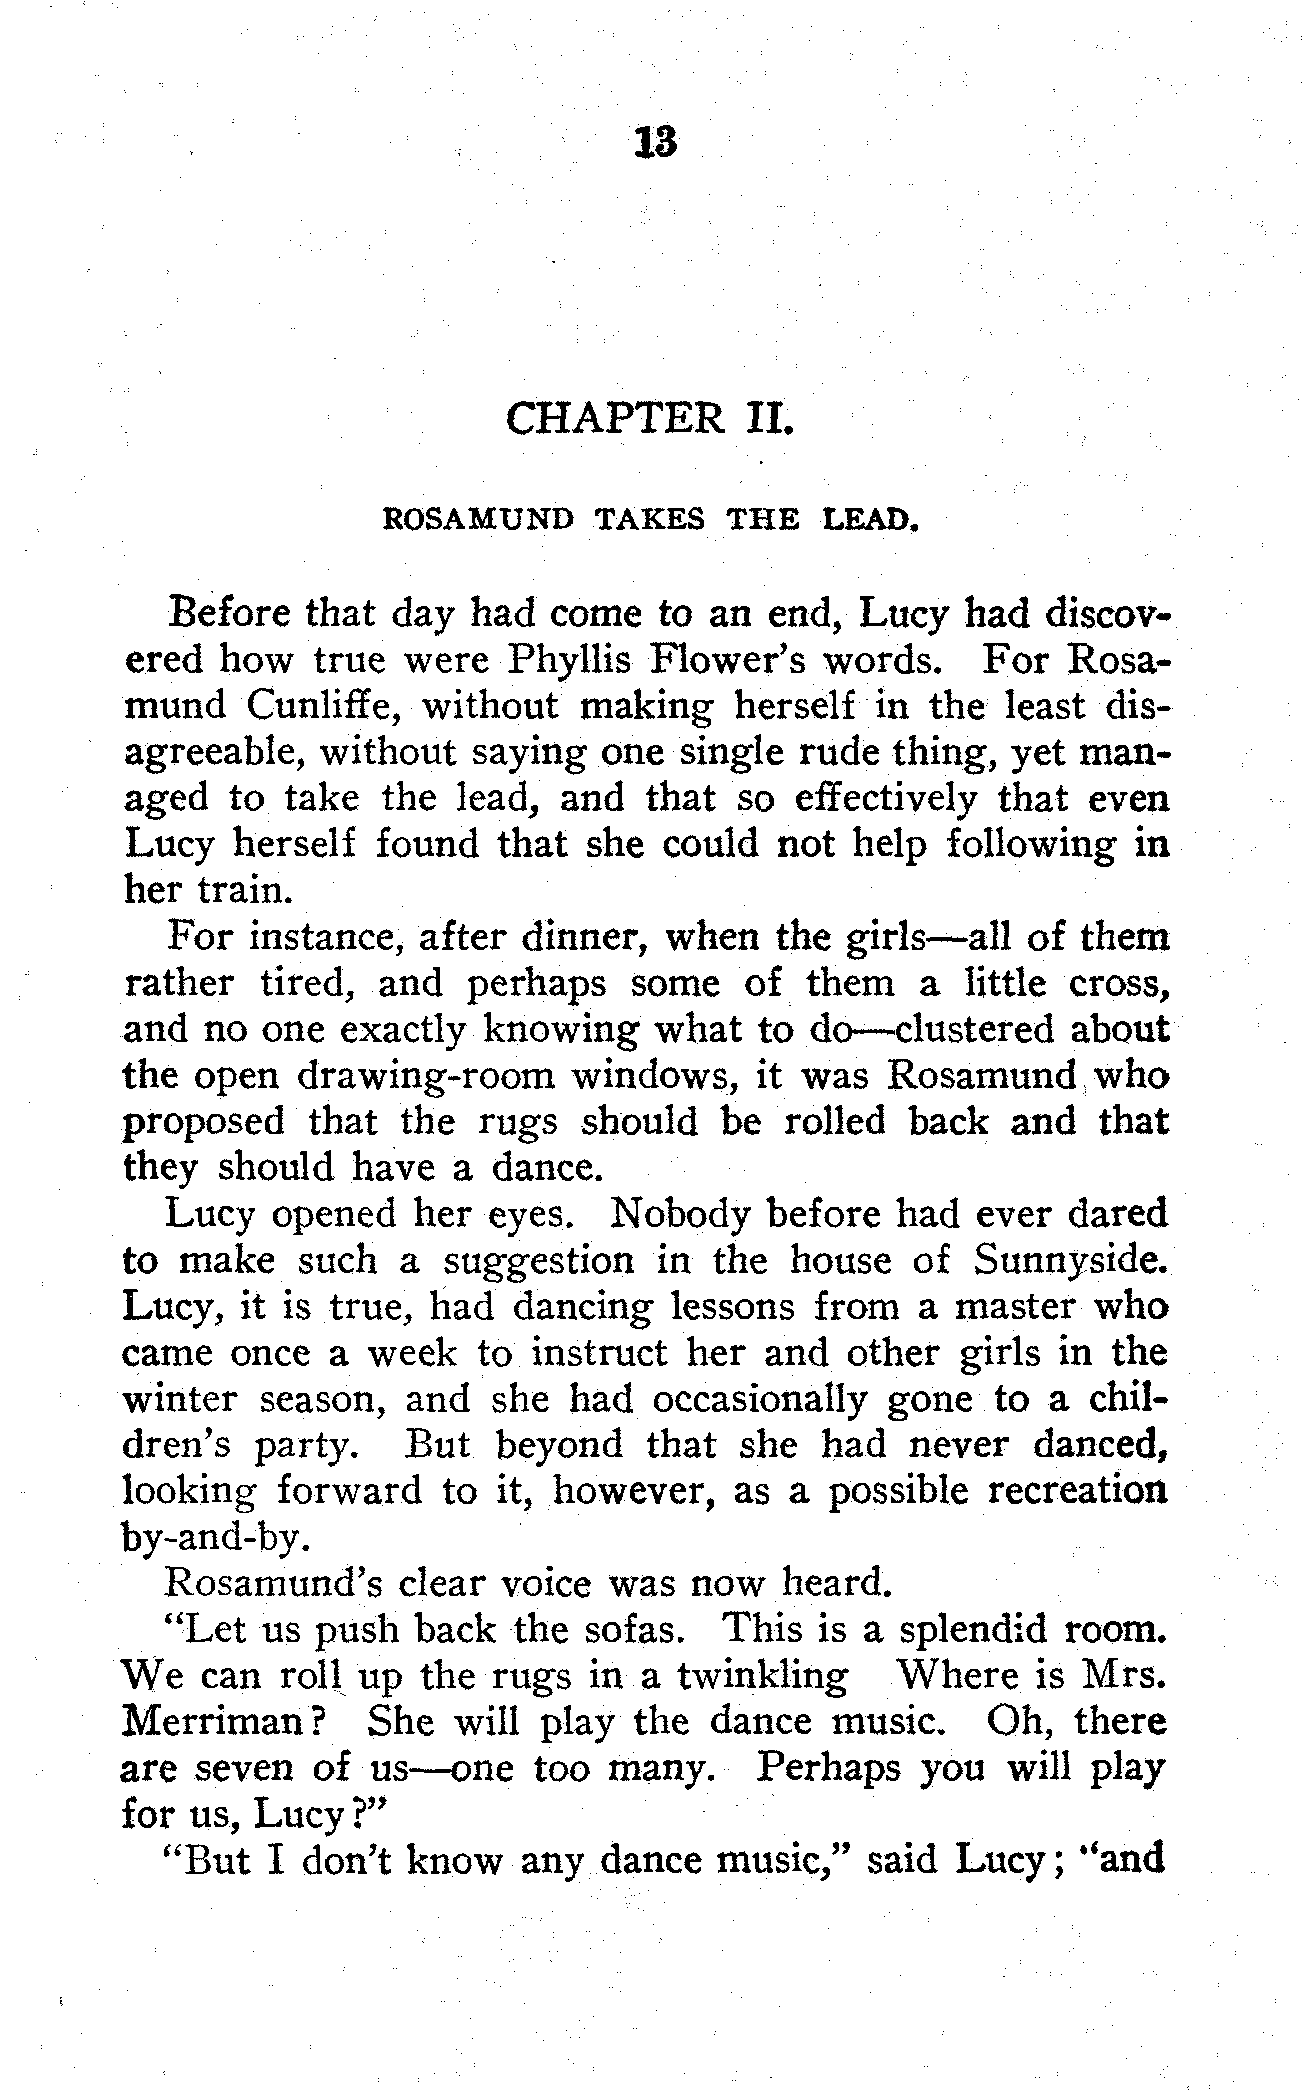 13
CHAPTER II.
ROSAMUND TAKES THE LEAD.
Before that day had come to an end, Lucy had discov-
ered how true were Phyllis Flower's words. For Rosa-
mund Cunliffe, without making herself in the least dis-
agreeable, without saying one single rude thing, yet man-
aged to take the lead, and that so effectively that even
Lucy herself found that she could not help following in
her train.
For instance, after dinner, when the girls—all of them
rather tired, and perhaps some of them a little cross,
and no one exactly knowing what to do—clustered about
the open drawing-room windows, it was Rosamund who
proposed that the rugs should be rolled back and that
they should have a dance.
Lucy opened her eyes. Nobody before had ever dared
to make such a suggestion in the house of Sunnyside.
Lucy, it is true, had dancing lessons from a master who
came once a week to instruct her and other girls in the
winter season, and she had occasionally gone to a chil-
dren's party. But beyond that she had never danced,
looking forward to it, however, as a possible recreation
by-and-by.
Rosamund's clear voice was now heard.
"Let us push back the sofas. This is a splendid room.
We can roll up the rugs in a twinkling Where is Mrs.
Merriman? She will play the dance music. Oh, there
are seven of us—one too many. Perhaps you will play
for us, Lucy?"
"But I don't know any dance music," said Lucy; "and